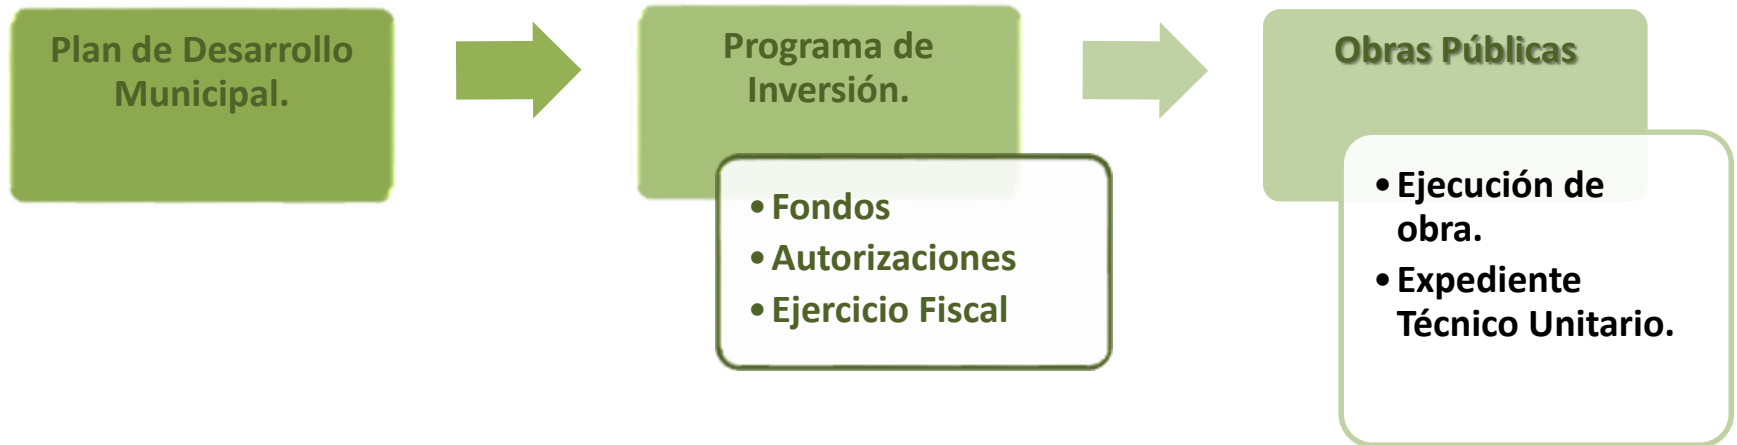 Plan de Desarrollo
Municipal.
Programa de
Inversión.
• Fondos
• Autorizaciones
• Ejercicio Fiscal
Obras Públicas
• Ejecución de
obra.
• Expediente
Técnico Unitario.